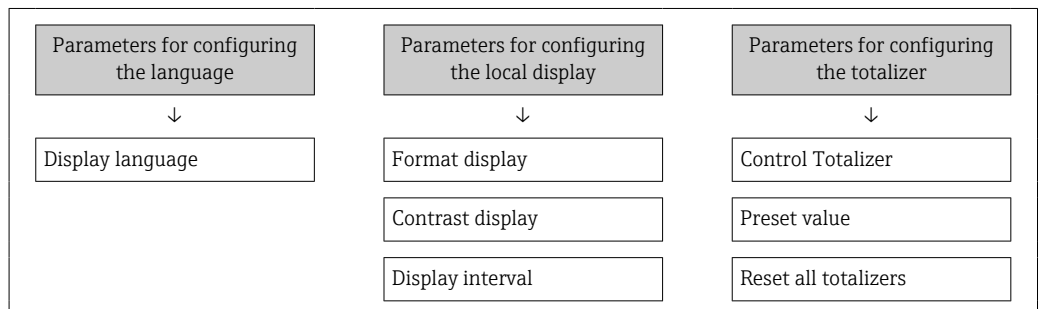 Parameters for configuring
the language
↓
Display language
Parameters for configuring
the local display
↓
Format display
Contrast display
Display interval
Parameters for configuring
the totalizer
↓
Control Totalizer
Preset value
Reset all totalizers